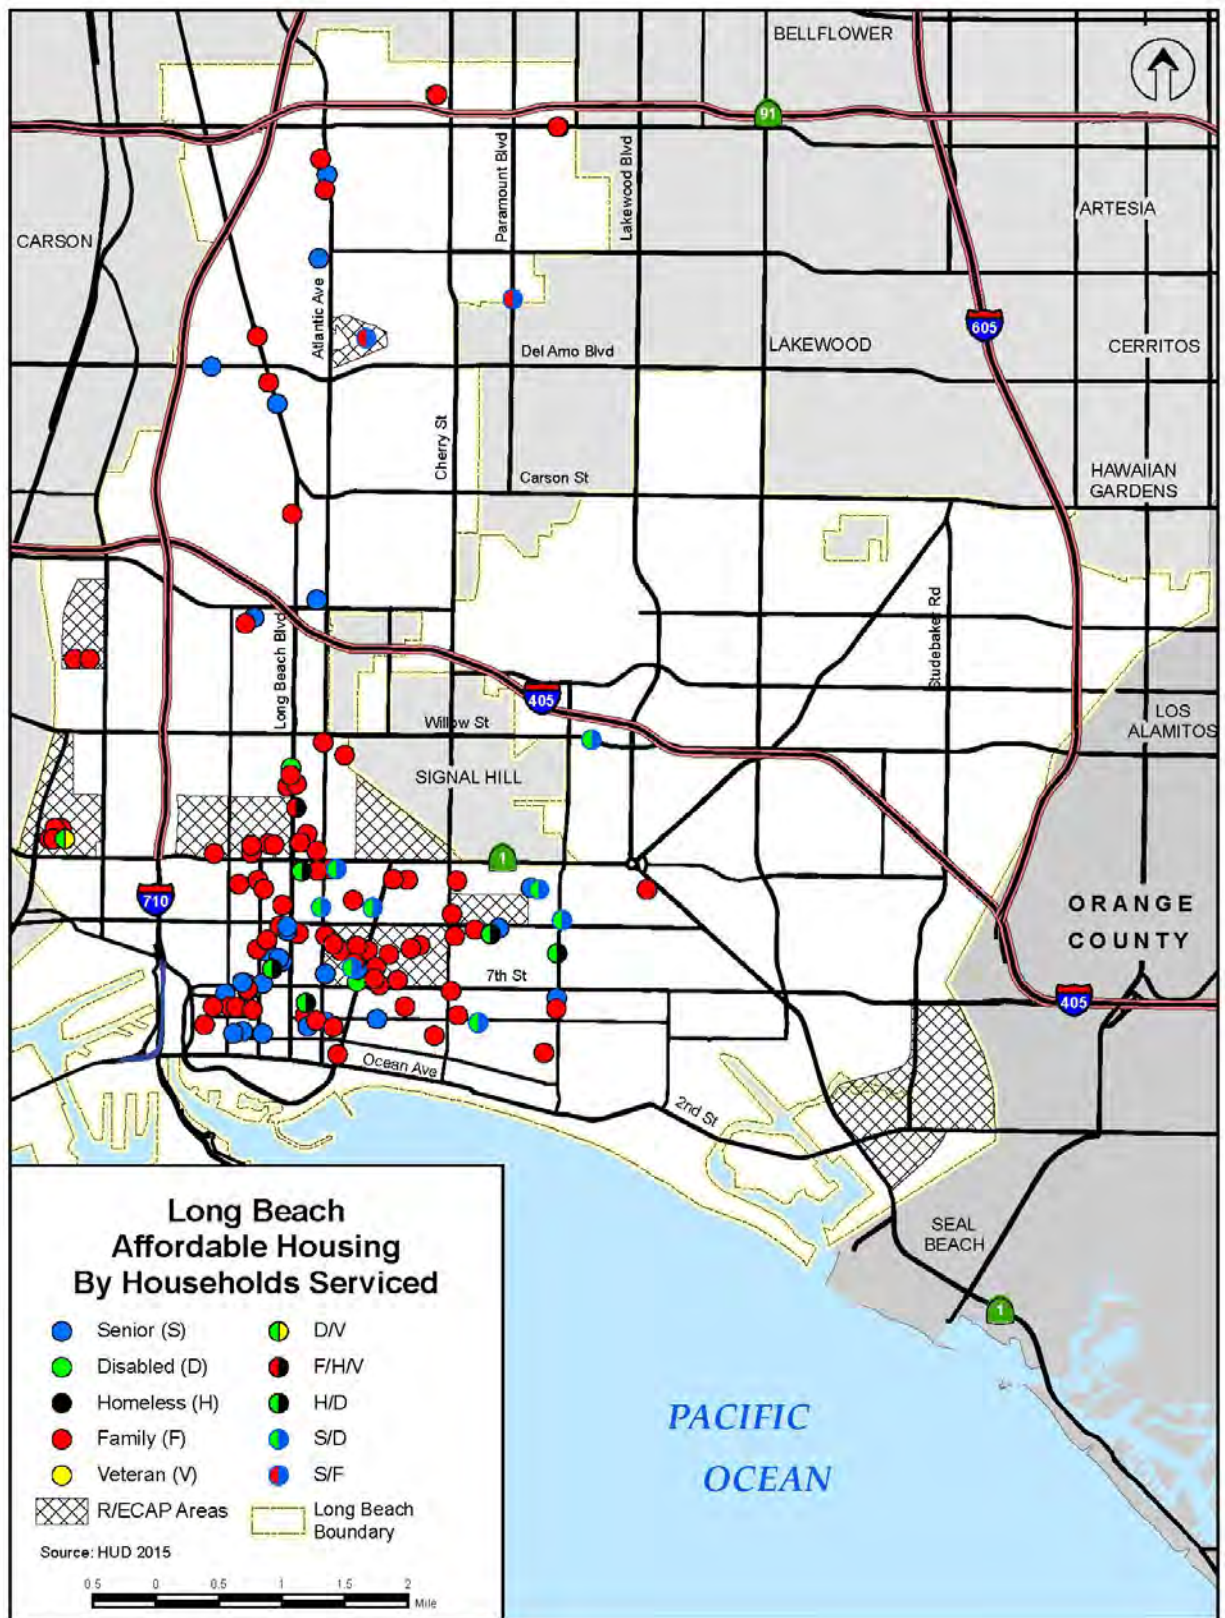 BELLFLOWER
91
Paramount Blvd
Lakewood Blvd
ARTESIA
CARSON
Atlantic Ave
605
Del Amo Blvd
LAKEWOOD
CERRITOS
Cherry St
Carson St
HAWAIIAN
GARDENS
Studebaker Rd
Long Beach Blvd
405
Willow St
LOS
ALAMITOS
SIGNAL HILL
1
710
ORANGE
COUNTY
7th St
405
Ocean Ave
2nd St
SEAL
BEACH
1
PACIFIC
OCEAN
Long Beach
Affordable Housing
By Households Serviced
Senior (S)
D/V
Disabled (D)
F/H/V
Homeless (H)
H/D
Family (F)
S/D
Veteran (V)
S/F
R/ECAP Areas
Long Beach
Boundary
Source: HUD 2015
0.5 0 0.5 1 1.5 2
Mile